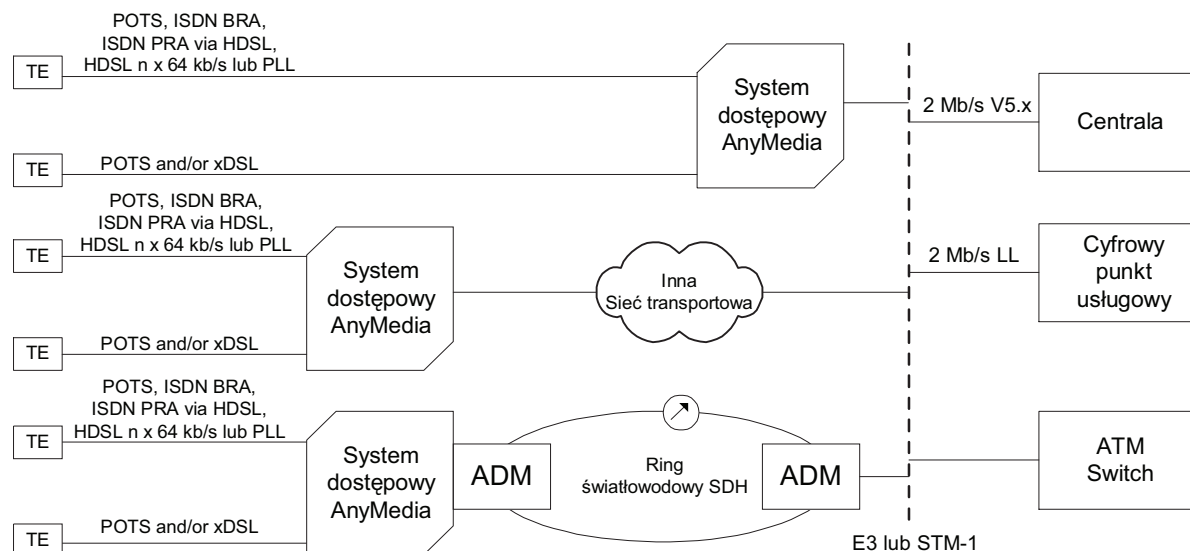 POTS, ISDN BRA,
ISDN PRA via HDSL,
HDSL n x 64 kb/s lub PLL
TE
System
dostępowy
AnyMedia
2 Mb/s V5.x
Centrala
TE
POTS and/or xDSL
POTS, ISDN BRA,
ISDN PRA via HDSL,
HDSL n x 64 kb/s lub PLL
TE
System
dostępowy
AnyMedia
Inna
Sieć transportowa
2 Mb/s LL
Cyfrowy
punkt
usługowy
TE
POTS and/or xDSL
POTS, ISDN BRA,
ISDN PRA via HDSL,
HDSL n x 64 kb/s lub PLL
TE
System
dostępowy
AnyMedia
ADM
Ring
światłowodowy SDH
ADM
ATM
Switch
TE
POTS and/or xDSL
E3 lub STM-1